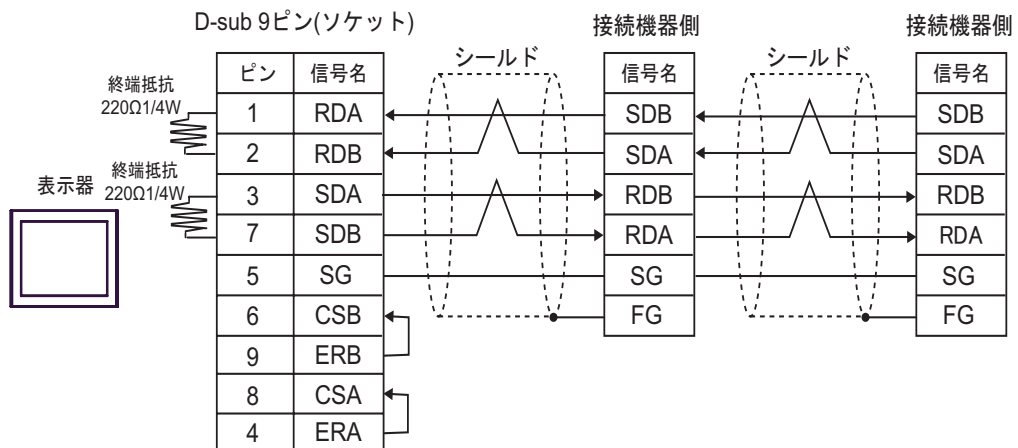 D-sub 9ピン(ソケット)
接続機器側
接続機器側
シールド
シールド
ピン 信号名
信号名
信号名
終端抵抗
220Ω1/4W
1 RDA
SDB
SDB
2 RDB
SDA
SDA
終端抵抗
220Ω1/4W
表示器
3 SDA
RDB
RDB
7 SDB
RDA
RDA
5 SG
SG
SG
6 CSB
FG
FG
9 ERB
8 CSA
4 ERA